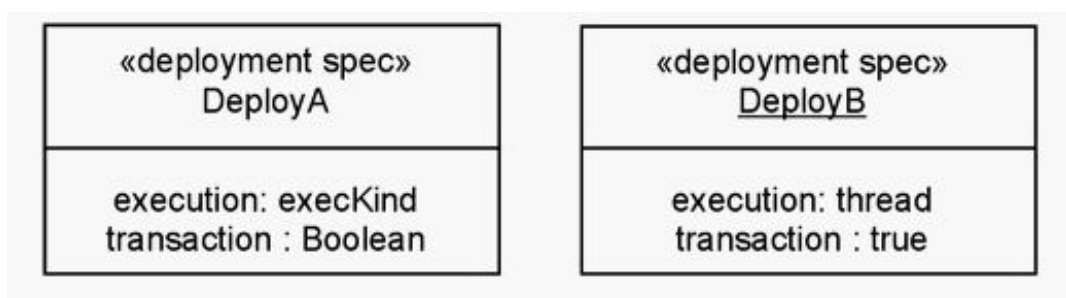 «deployment spec»
DeployA
execution: execKind
transaction : Boolean
«deployment spec»
DeployB
execution: thread
transaction : true